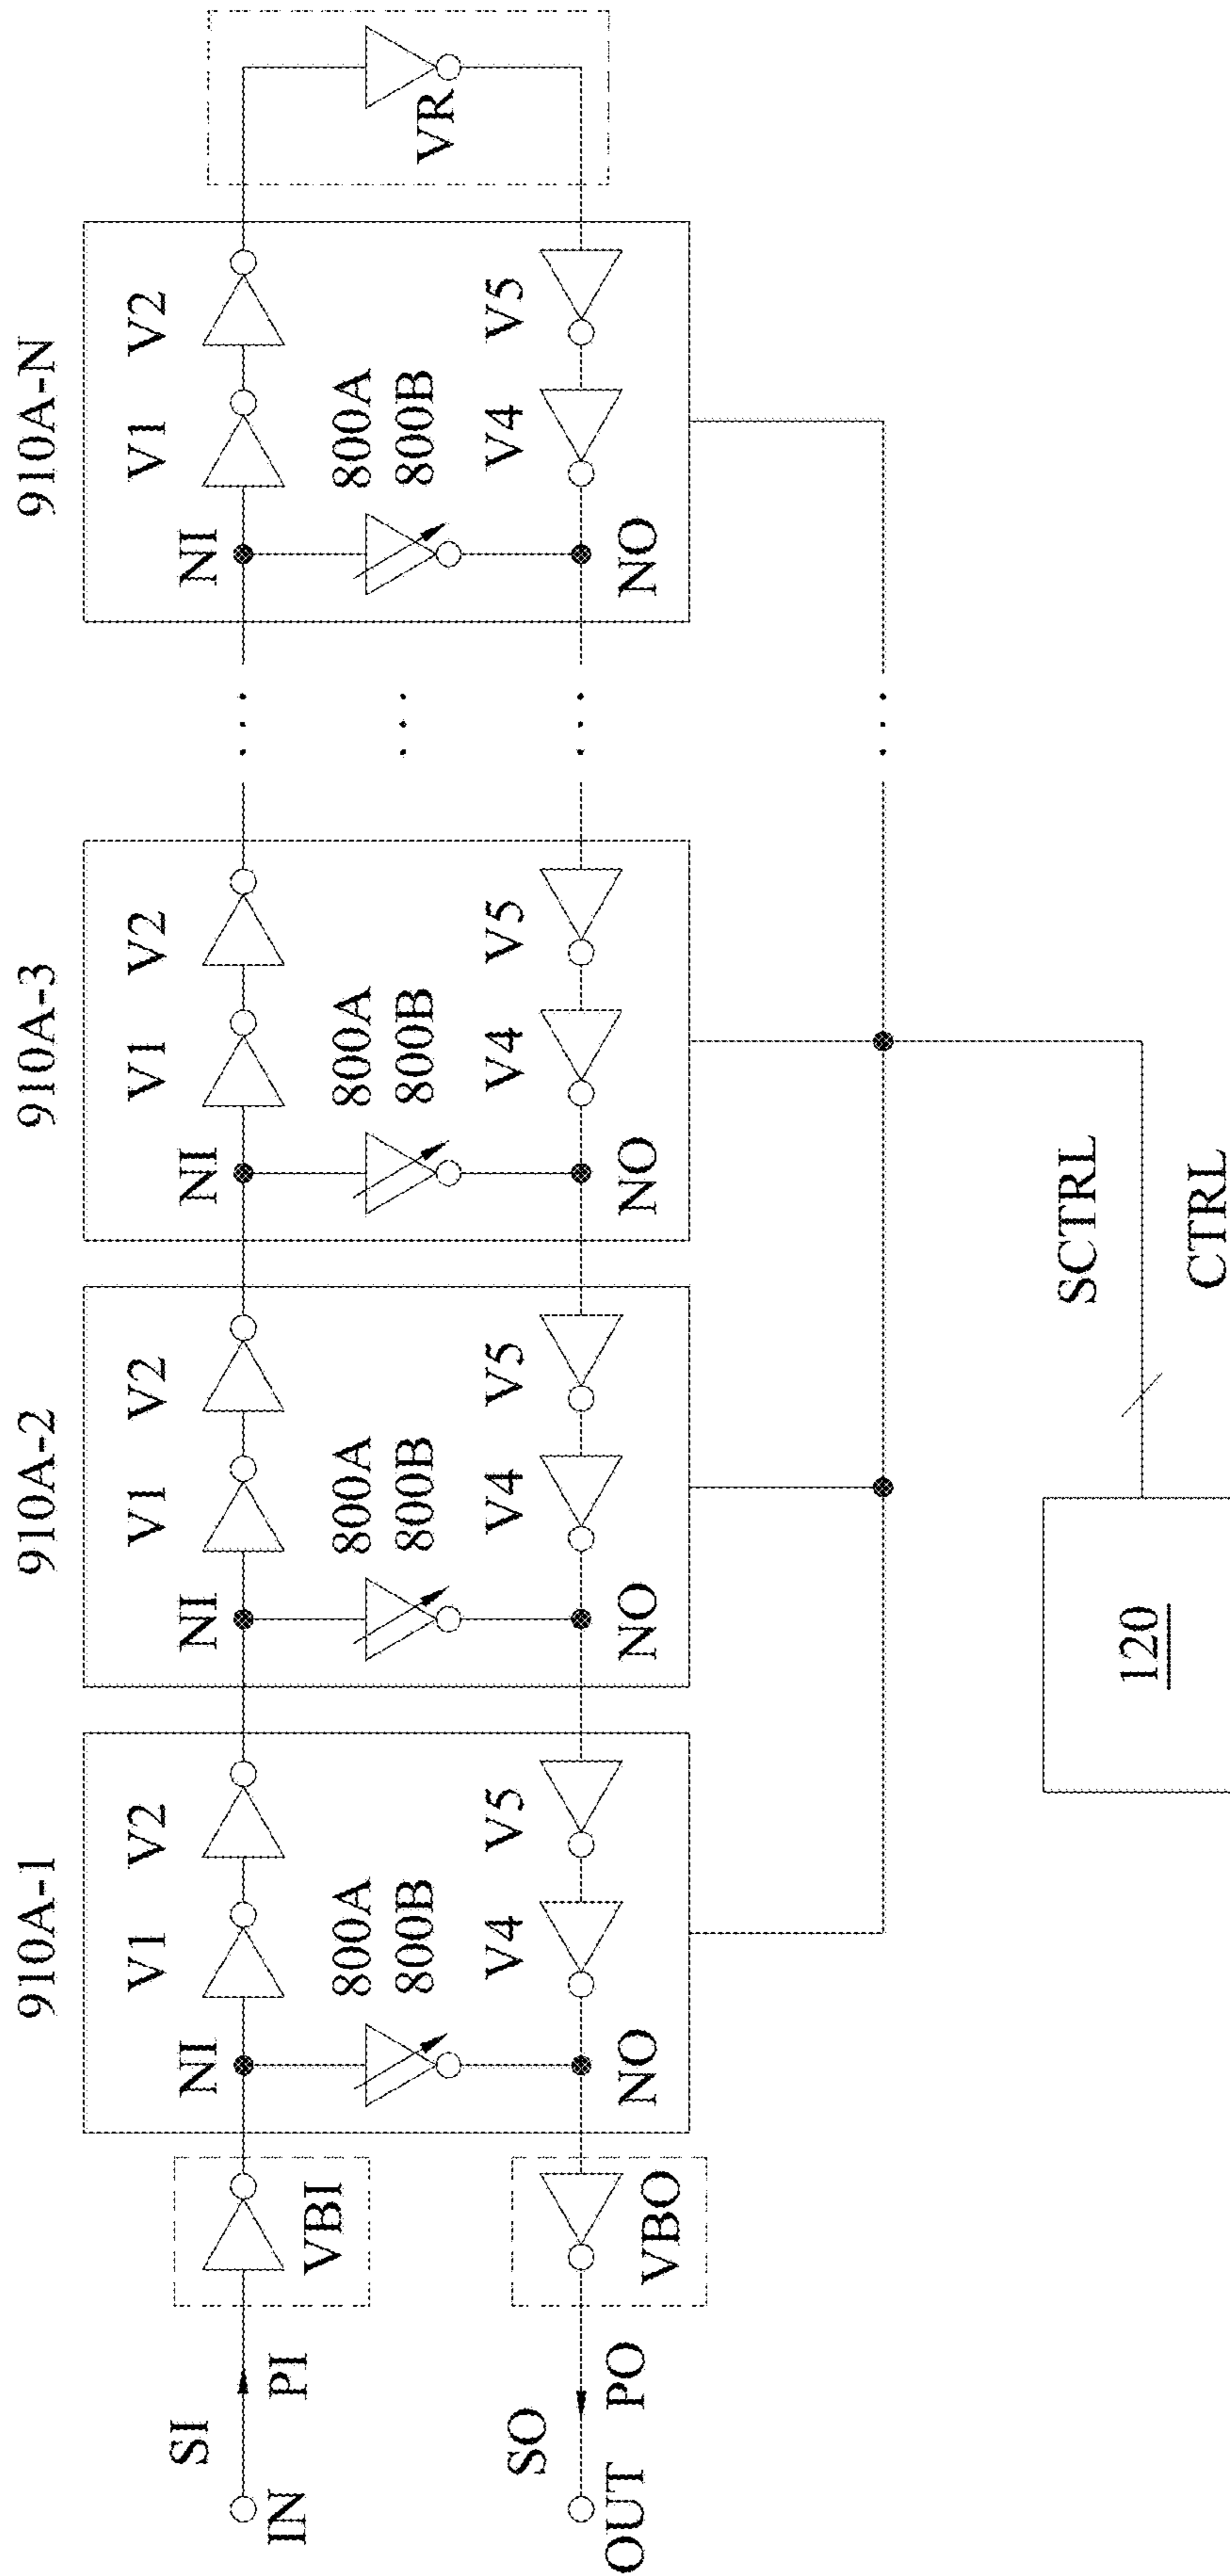 910A-1
910A-2
910A-3
910A-N
V1
V2
V1
V2
V1
V2
V1
V2
NI
NI
NI
NI
SI
IN
PI
VBI
800A
800B
800A
800B
800A
800B
800A
800B
VR
V4
V5
V4
V5
V4
V5
V4
V5
NO
NO
NO
NO
SO
OUT
PO
VBO
SCTRL
CTRL
120